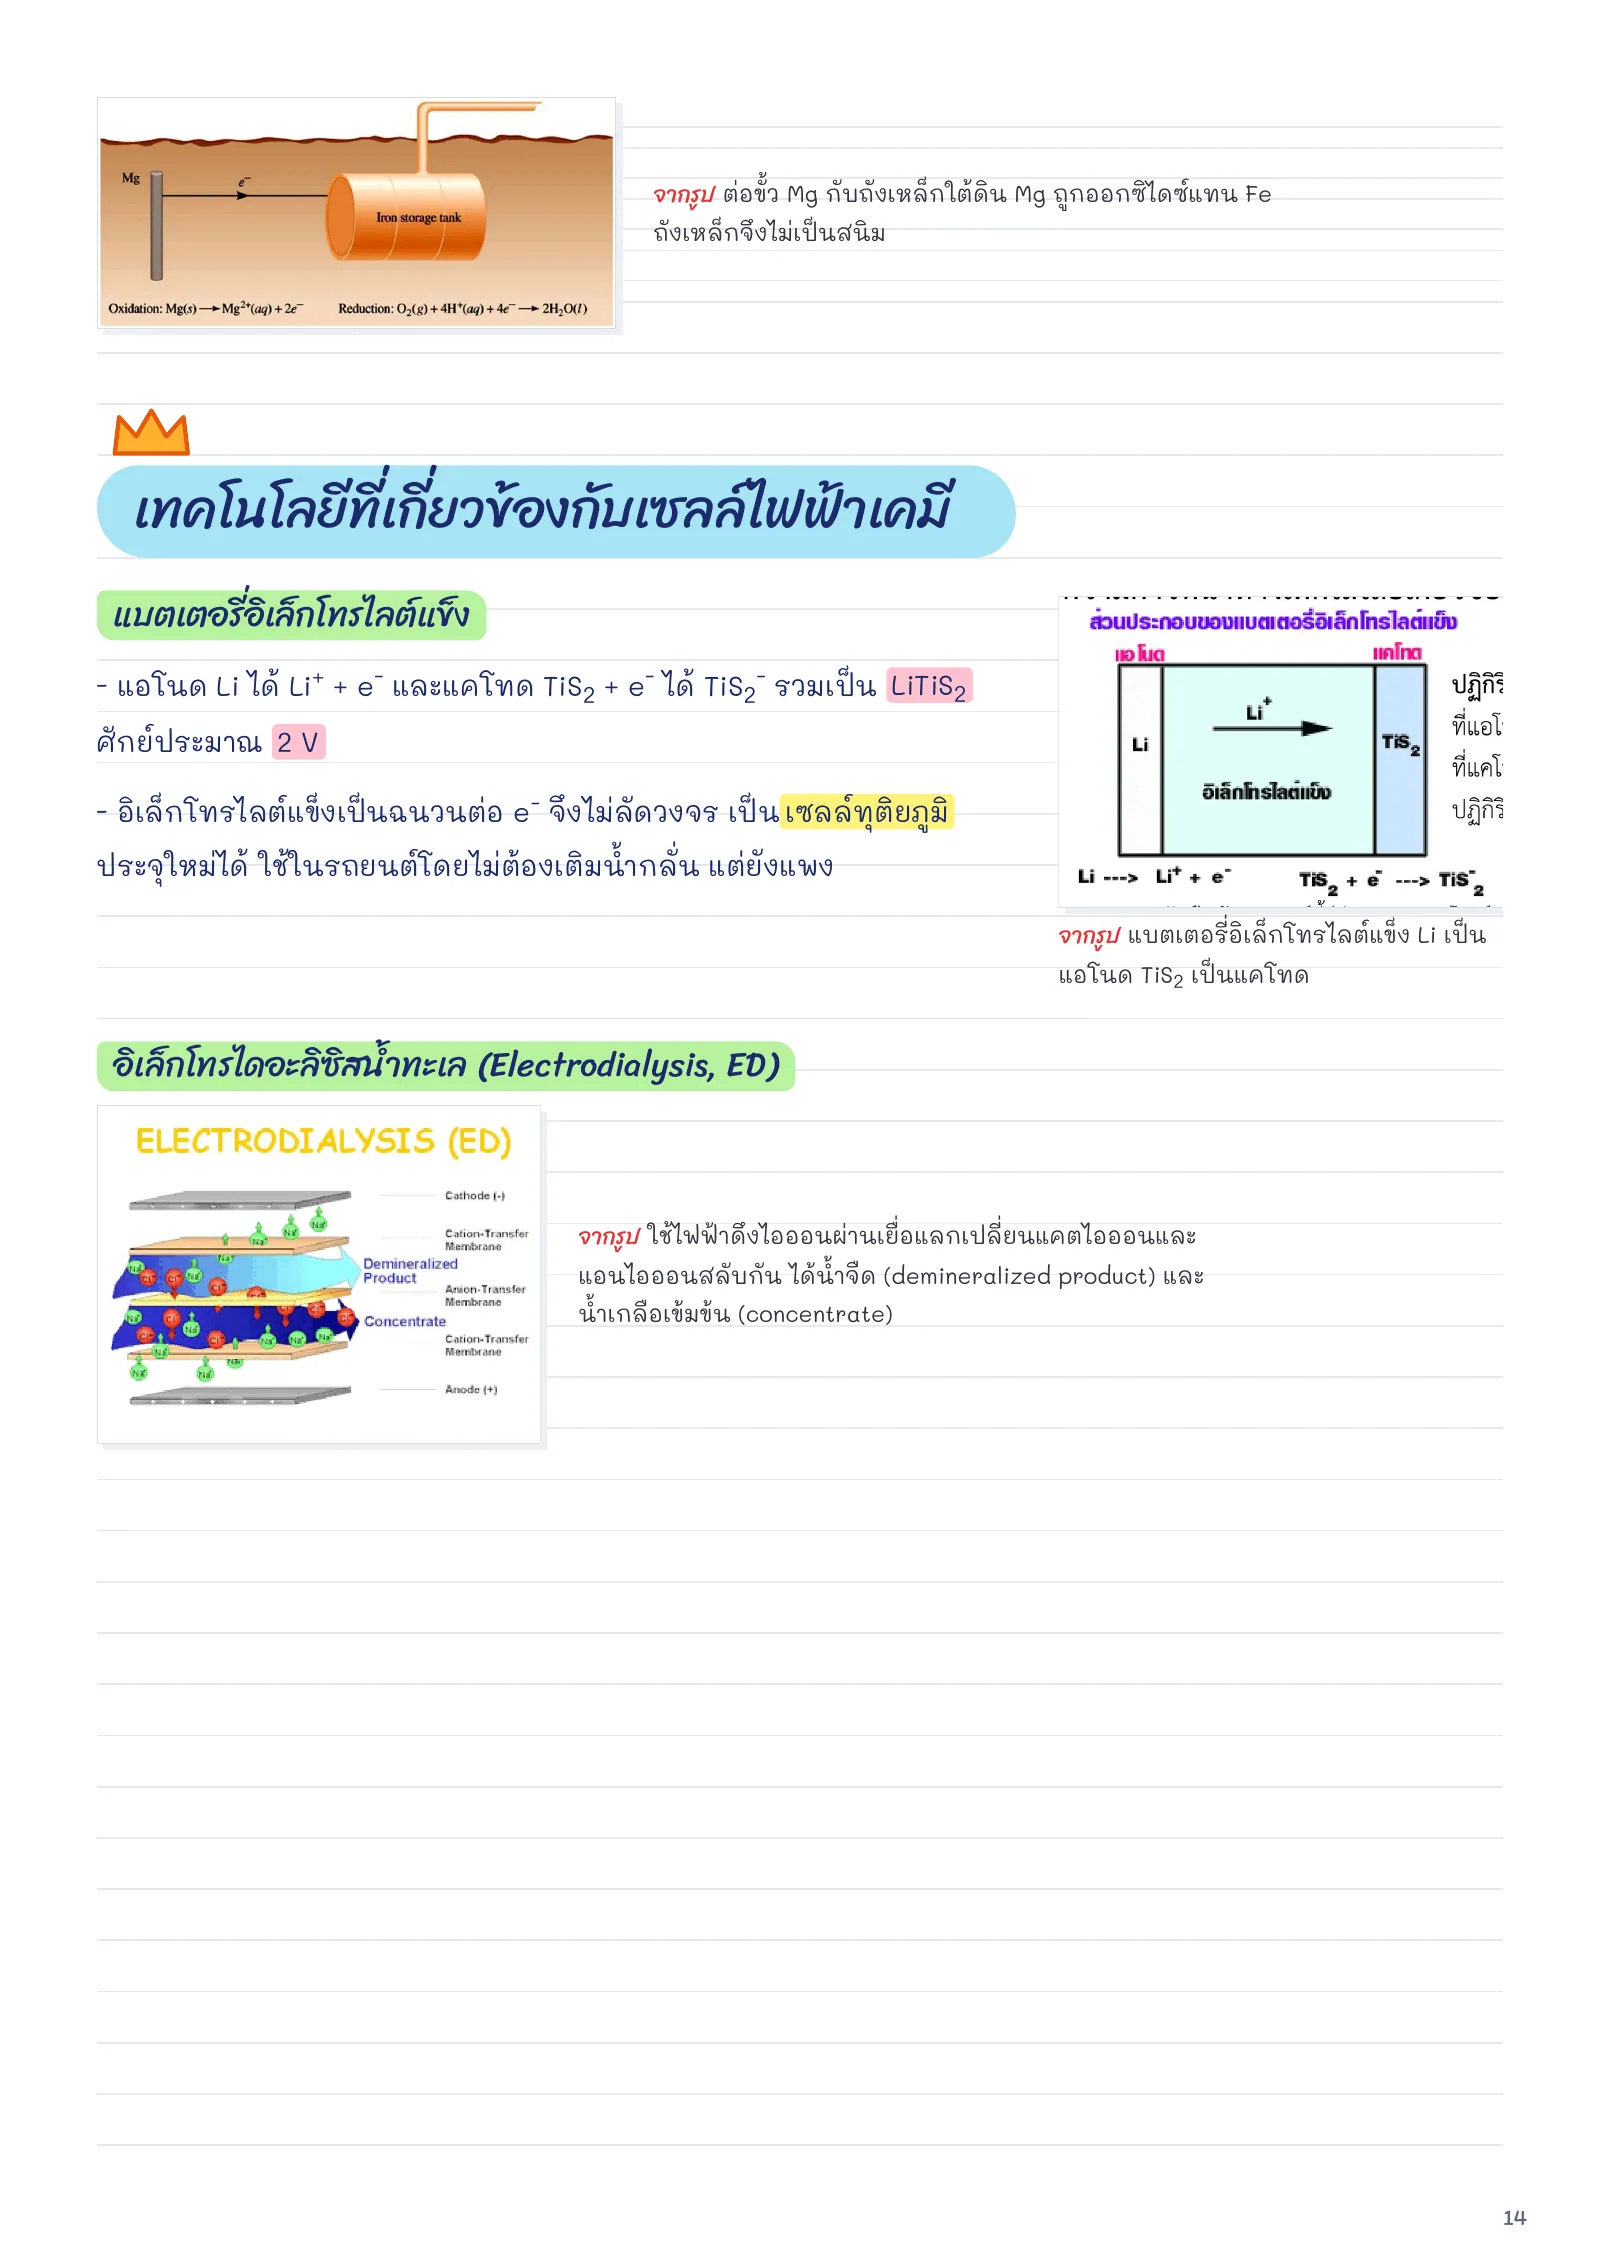 Mg
e⁻
Iron storage tank
Oxidation: Mg(s) → Mg²⁺(aq) + 2e⁻
Reduction: O₂(g) + 4H⁺(aq) + 4e⁻ → 2H₂O(l)
จากรูป ต่อขั้ว Mg กับถังเหล็กใต้ดิน Mg ถูกออกซิไดซ์แทน Fe
ถังเหล็กจึงไม่เป็นสนิม
เทคโนโลยีที่เกี่ยวข้องกับเซลล์ไฟฟ้าเคมี
แบตเตอรี่อิเล็กโทรไลต์แข็ง
- แอโนด Li ได้ Li⁺ + e⁻ และแคโทด TiS₂ + e⁻ ได้ TiS₂⁻ รวมเป็น LiTiS₂
ศักย์ประมาณ 2 V
- อิเล็กโทรไลต์แข็งเป็นฉนวนต่อ e⁻ จึงไม่ลัดวงจร เป็นเซลล์ทุติยภูมิ
ประจุใหม่ได้ ใช้ในรถยนต์โดยไม่ต้องเติมน้ำกลั่น แต่ยังแพง
ส่วนประกอบของแบตเตอรี่อิเล็กโทรไลต์แข็ง
แอโนด แคโทด
Li⁺
Li
TiS₂
อิเล็กโทรไลต์แข็ง
Li ---> Li⁺ + e⁻ TiS₂ + e⁻ ---> TiS₂⁻
จากรูป แบตเตอรี่อิเล็กโทรไลต์แข็ง Li เป็น
แอโนด TiS₂ เป็นแคโทด
อิเล็กโทรไดอะลิซิสน้ำทะเล (Electrodialysis, ED)
ELECTRODIALYSIS (ED)
Cathode (-)
Cation-Transfer
Membrane
Demineralized
Product
Anion-Transfer
Membrane
Concentrate
Cation-Transfer
Membrane
Anode (+)
จากรูป ใช้ไฟฟ้าดึงไอออนผ่านเยื่อแลกเปลี่ยนแคตไอออนและ
แอนไอออนสลับกัน ได้น้ำจืด (demineralized product) และ
น้ำเกลือเข้มข้น (concentrate)
14